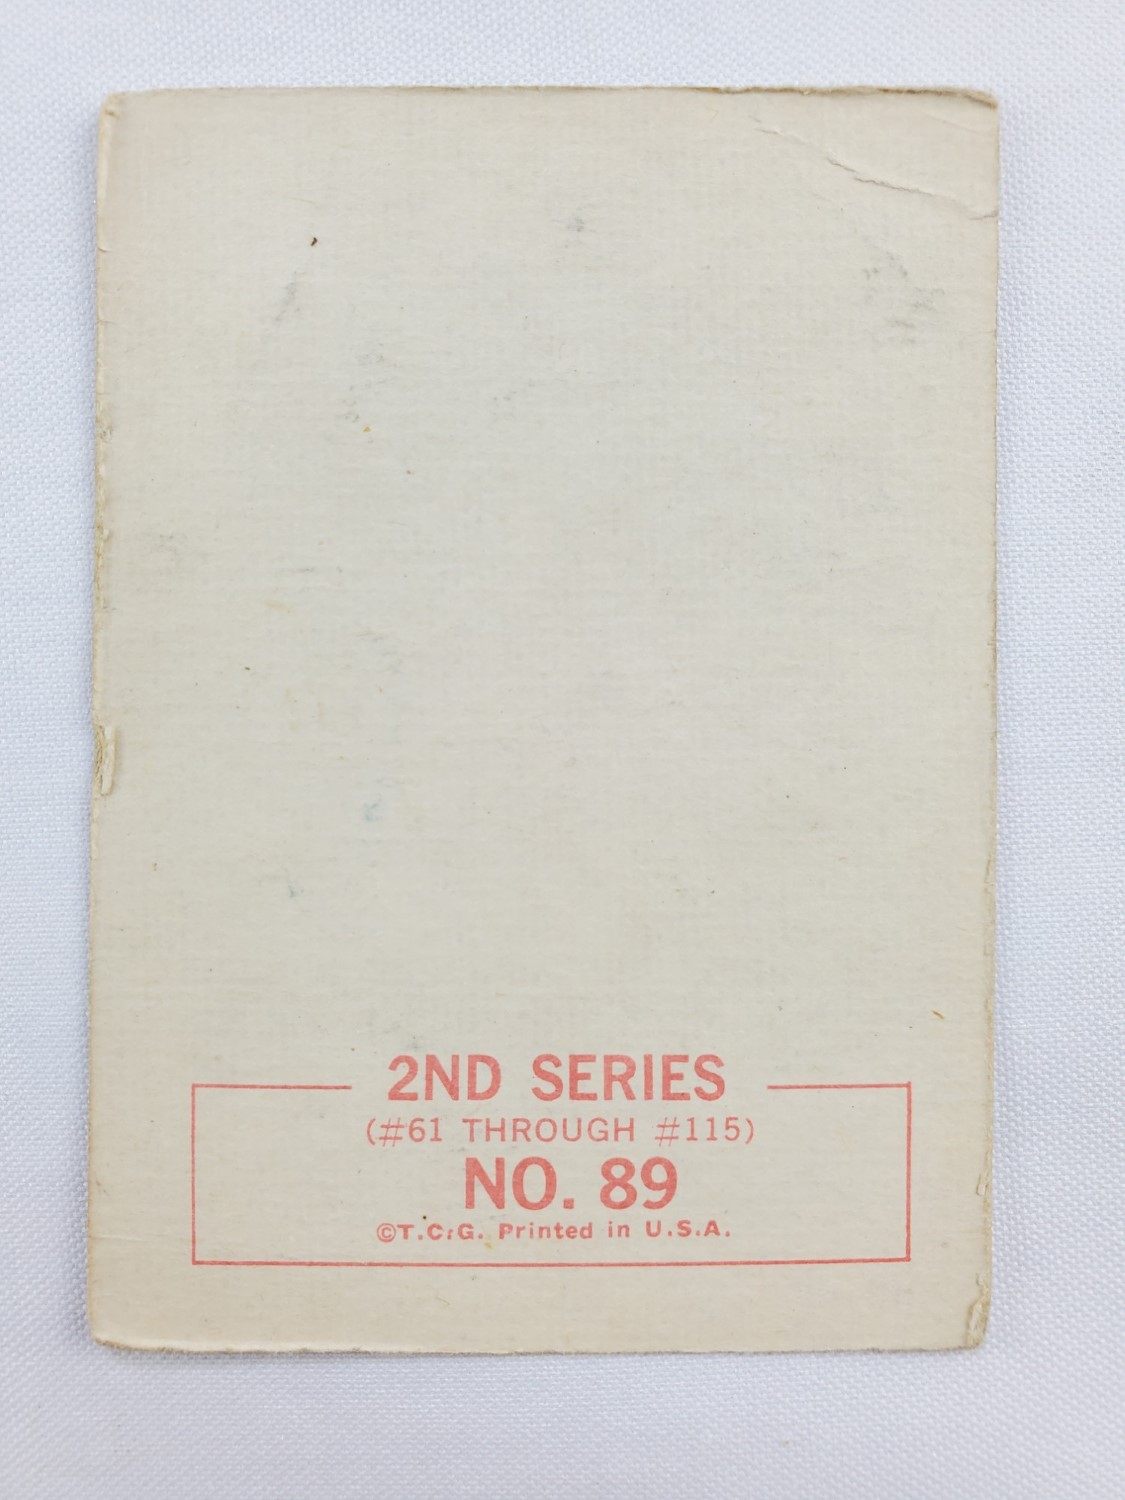 2ND SERIES
(#61 THROUGH #115)
NO. 89
©T.C.G. Printed in U.S.A.